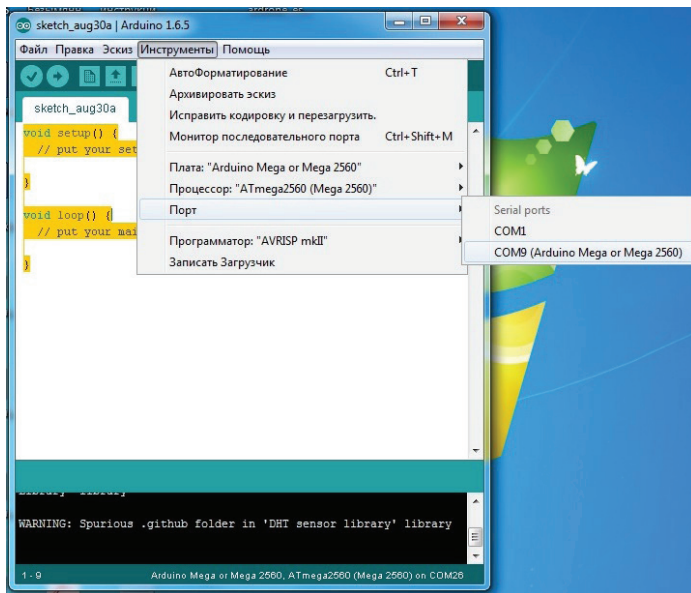 sketch_aug30a | Arduino 1.6.5
Файл Правка Эскиз Инструменты Помощь
АвтоФорматирование Ctrl+T
Архивировать эскиз
Исправить кодировку и перезагрузить.
Монитор последовательного порта Ctrl+Shift+M
Плата: "Arduino Mega or Mega 2560"
Процессор: "ATmega2560 (Mega 2560)"
Порт
Программатор: "AVRISP mkII"
Записать Загрузчик
Serial ports
COM1
COM9 (Arduino Mega or Mega 2560)
sketch_aug30a
void setup() {
// put your set
}
void loop() {
// put your mai
}
WARNING: Spurious .github folder in 'DHT sensor library' library
1 - 9 Arduino Mega or Mega 2560, ATmega2560 (Mega 2560) on COM26